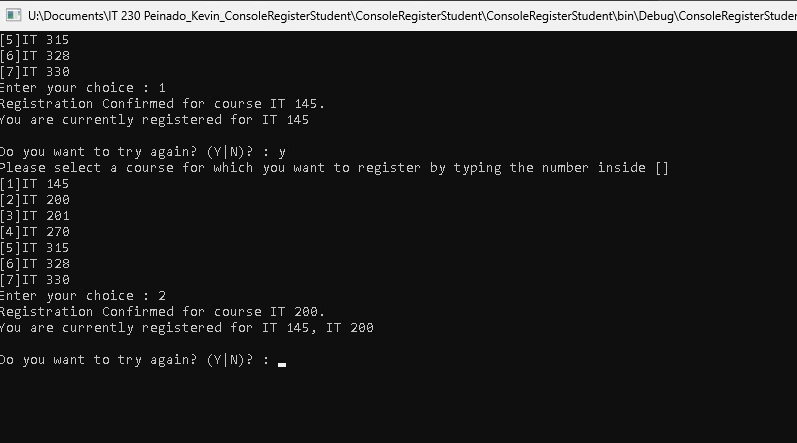 U:\Documents\IT 230 Peinado_Kevin_ConsoleRegisterStudent\ConsoleRegisterStudent\ConsoleRegisterStudent\bin\Debug\ConsoleRegisterStuden
[5]IT 315
[6]IT 328
[7]IT 330
Enter your choice : 1
Registration Confirmed for course IT 145.
You are currently registered for IT 145
Do you want to try again? (Y|N)? : y
Please select a course for which you want to register by typing the number inside []
[1]IT 145
[2]IT 200
[3]IT 201
[4]IT 270
[5]IT 315
[6]IT 328
[7]IT 330
Enter your choice : 2
Registration Confirmed for course IT 200.
You are currently registered for IT 145, IT 200
Do you want to try again? (Y|N)? :